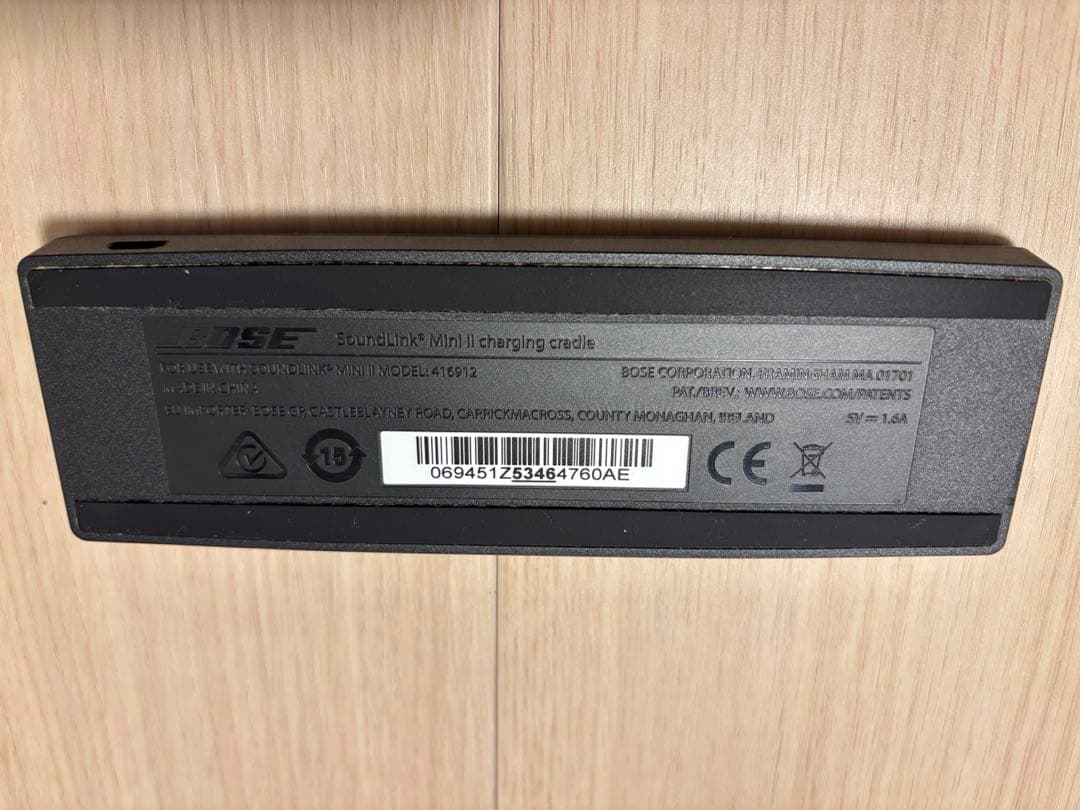 BOSE SoundLink® Mini II charging cradle
FOR USE WITH SOUNDLINK® MINI II MODEL: 416912
BOSE CORPORATION, FRAMINGHAM MA 01701
MADE IN CHINA
PAT./BREV.: WWW.BOSE.COM/PATENTS
EU IMPORTER BOSE GP, CASTLEBLAYNEY ROAD, CARRICKMACROSS, COUNTY MONAGHAN, IRELAND
5V ⎓ 1.6A
15
069451Z53464760AE
CE